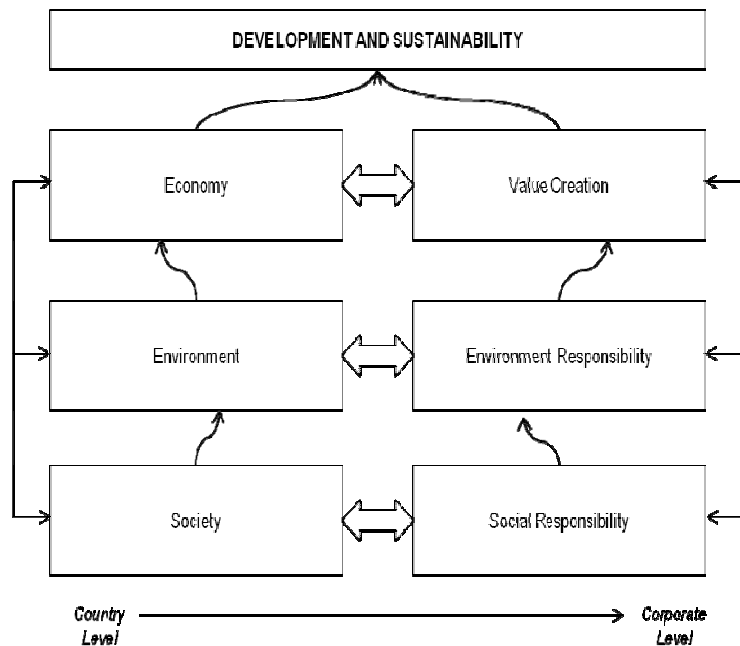 DEVELOPMENT AND SUSTAINABILITY
Economy
Value Creation
Environment
Environment Responsibility
Society
Social Responsibility
Country
Level
Corporate
Level